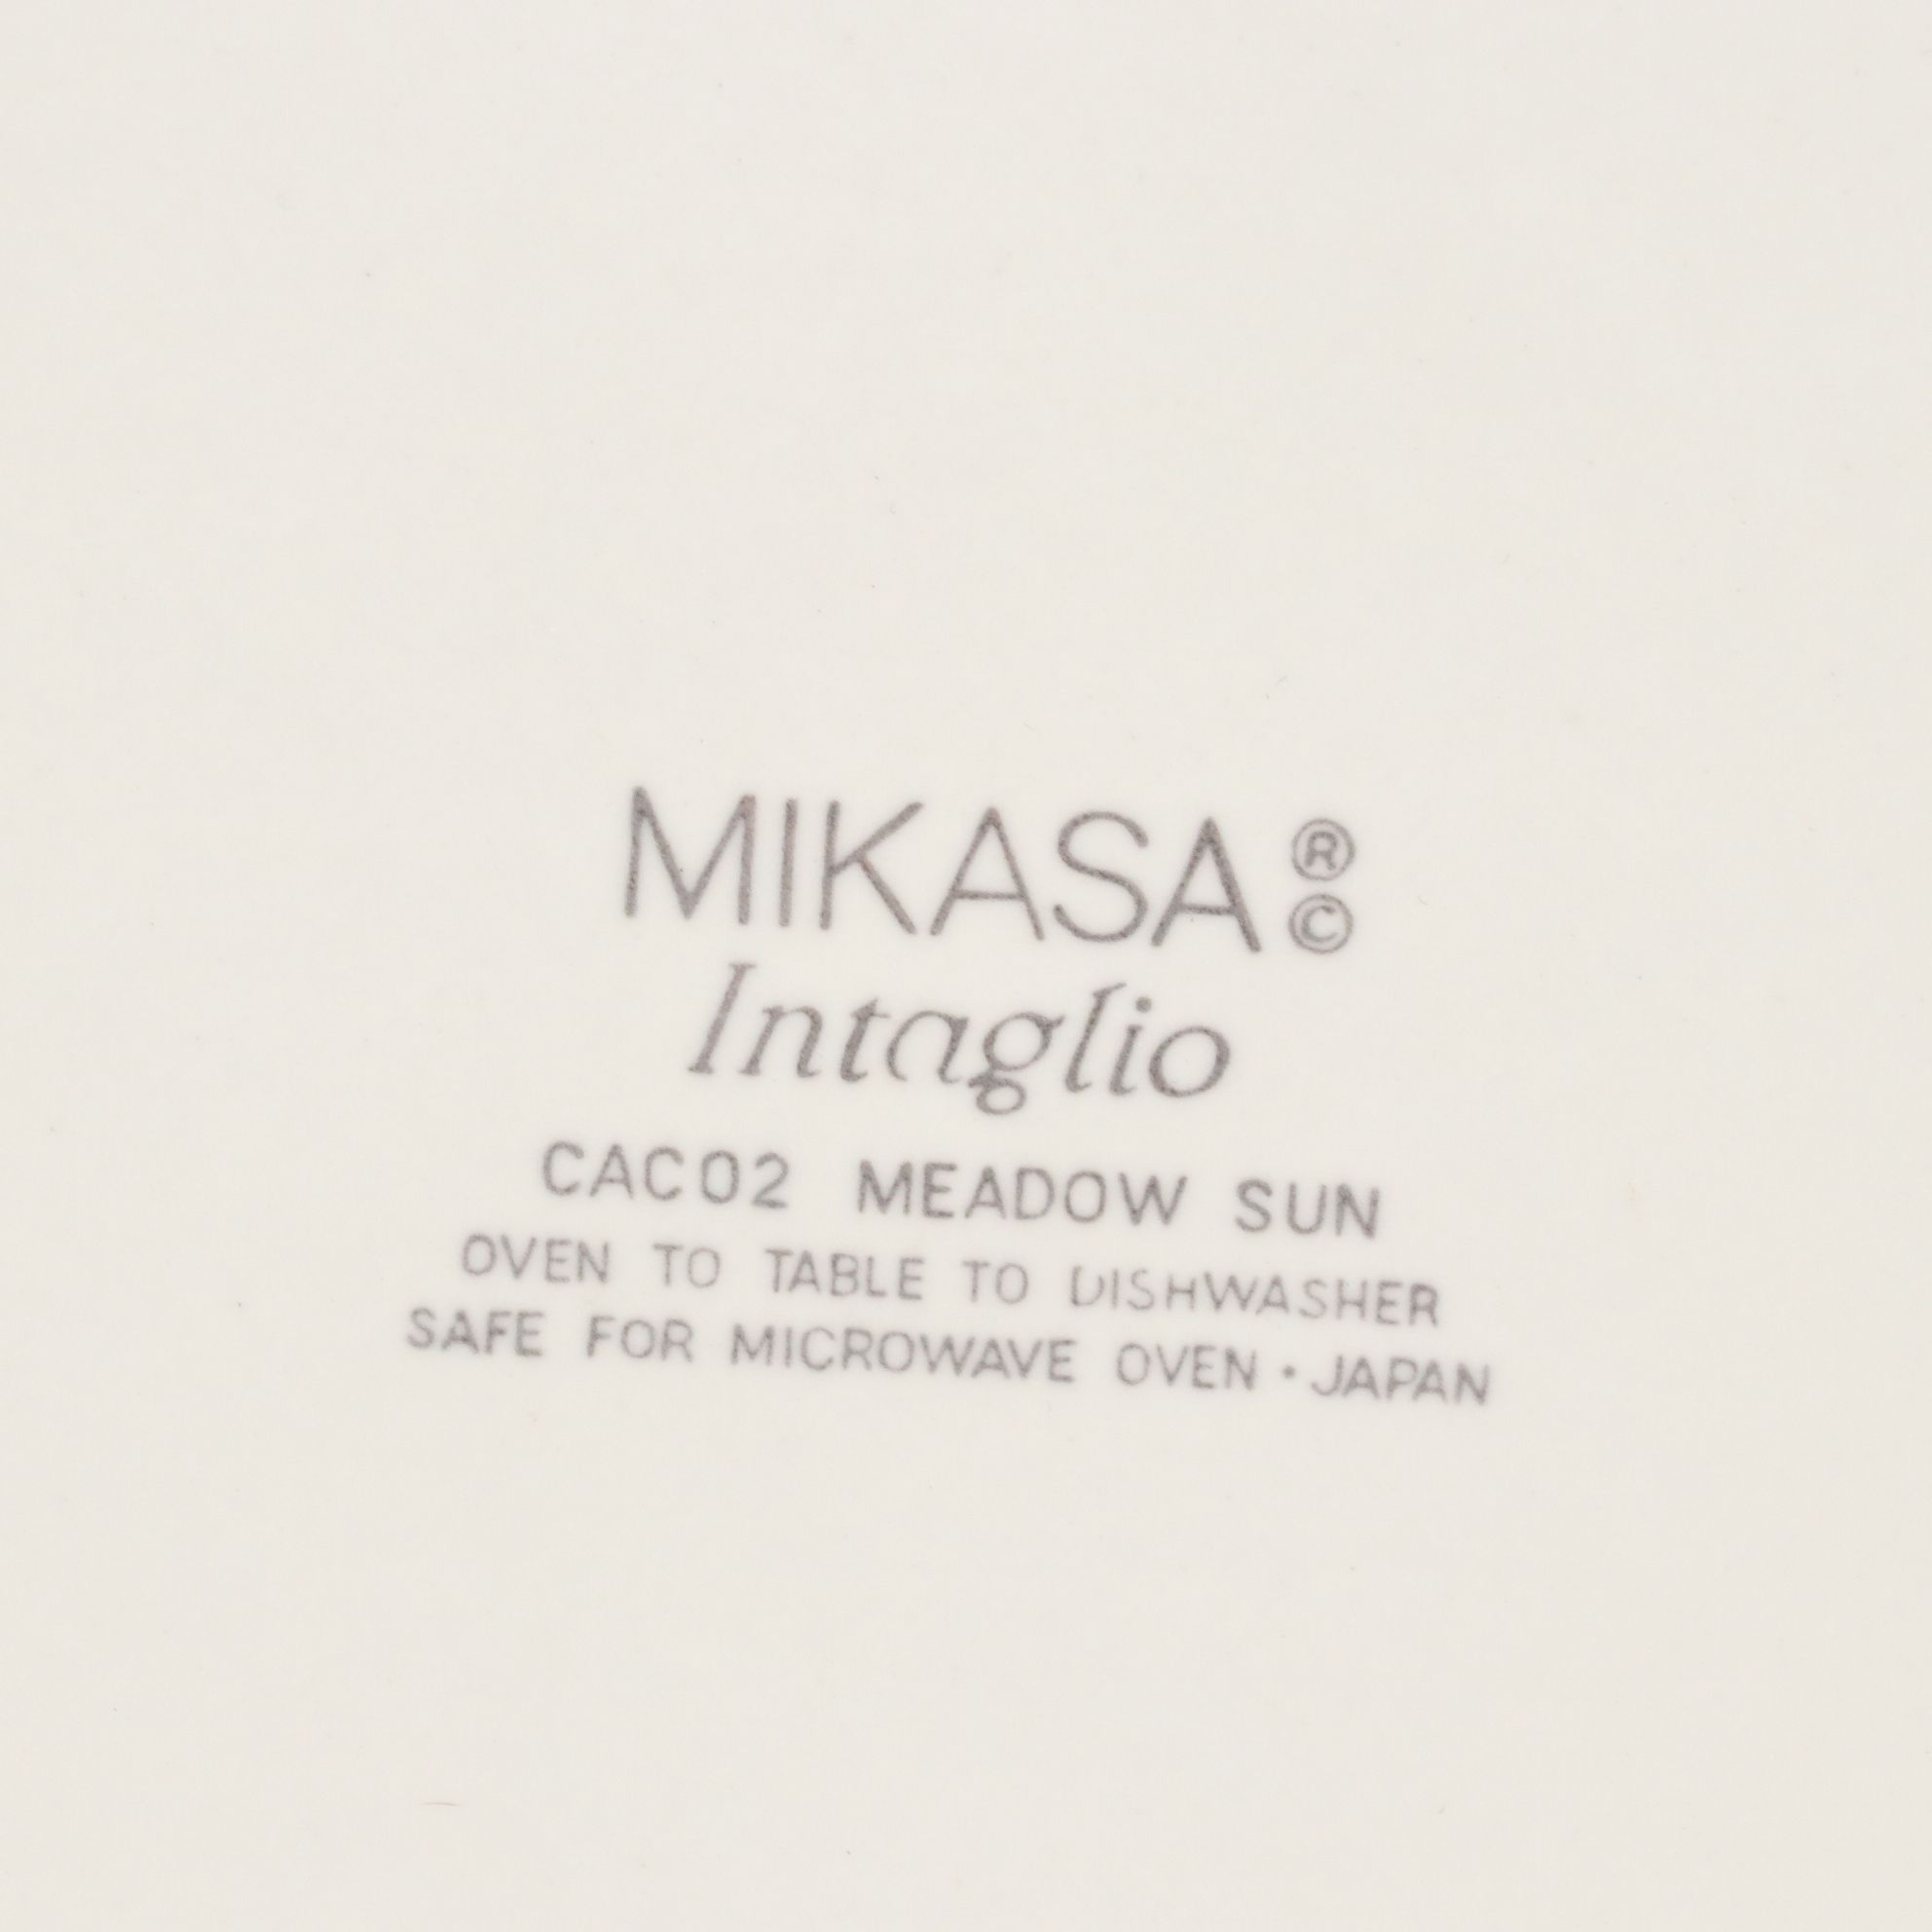 MIKASA ® ©
Intaglio
CAC02 MEADOW SUN
OVEN TO TABLE TO DISHWASHER
SAFE FOR MICROWAVE OVEN · JAPAN